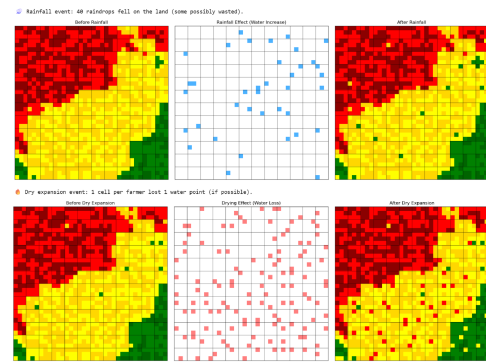 Rainfall event: 40 raindrops fell on the land (some possibly wasted).
Before Rainfall
Rainfall Effect (Water Increase)
After Rainfall
Dry expansion event: 1 cell per farmer lost 1 water point (if possible).
Before Dry Expansion
Drying Effect (Water Loss)
After Dry Expansion